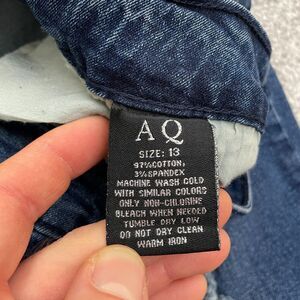 AQ
SIZE: 13
97%COTTON,
3%SPANDEX
MACHINE WASH COLD
WITH SIMILAR COLORS
ONLY NON-CHLORINE
BLEACH WHEN NEEDED
TUMBLE DRY LOW
DO NOT DRY CLEAN
WARM IRON